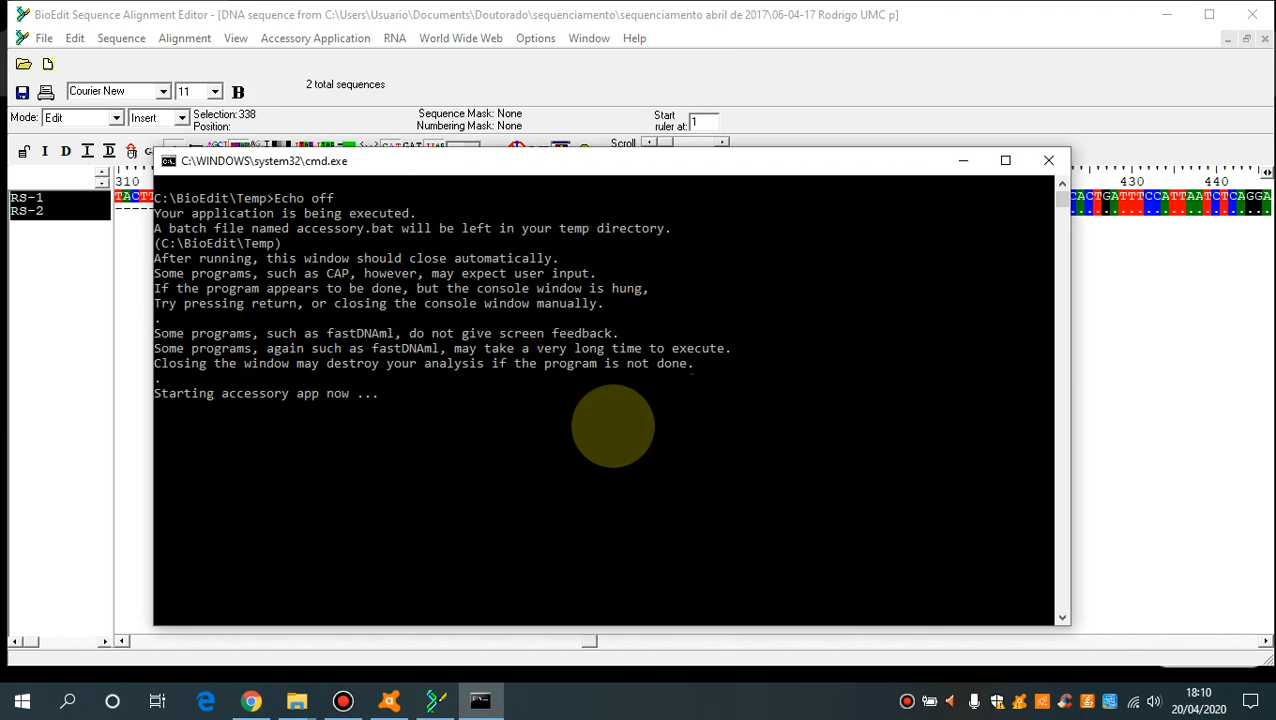 BioEdit Sequence Alignment Editor - [DNA sequence from C:\Users\Usuario\Documents\Doutorado\sequenciamento\sequenciamento abril de 2017\06-04-17 Rodrigo UMC p]
File Edit Sequence Alignment View Accessory Application RNA World Wide Web Options Window Help
Courier New 11 B 2 total sequences
Mode: Edit Insert Selection: 338 Sequence Mask: None Start
Position: Numbering Mask: None ruler at: 1
I D I D Scroll
C:\WINDOWS\system32\cmd.exe
310 430 440
RS-1 TACTT CACTGATTTCCATTAATCTCAGGA
RS-2
C:\BioEdit\Temp>Echo off
Your application is being executed.
A batch file named accessory.bat will be left in your temp directory.
(C:\BioEdit\Temp)
After running, this window should close automatically.
Some programs, such as CAP, however, may expect user input.
If the program appears to be done, but the console window is hung,
Try pressing return, or closing the console window manually.
.
Some programs, such as fastDNAml, do not give screen feedback.
Some programs, again such as fastDNAml, may take a very long time to execute.
Closing the window may destroy your analysis if the program is not done.
.
Starting accessory app now ...
18:10
20/04/2020